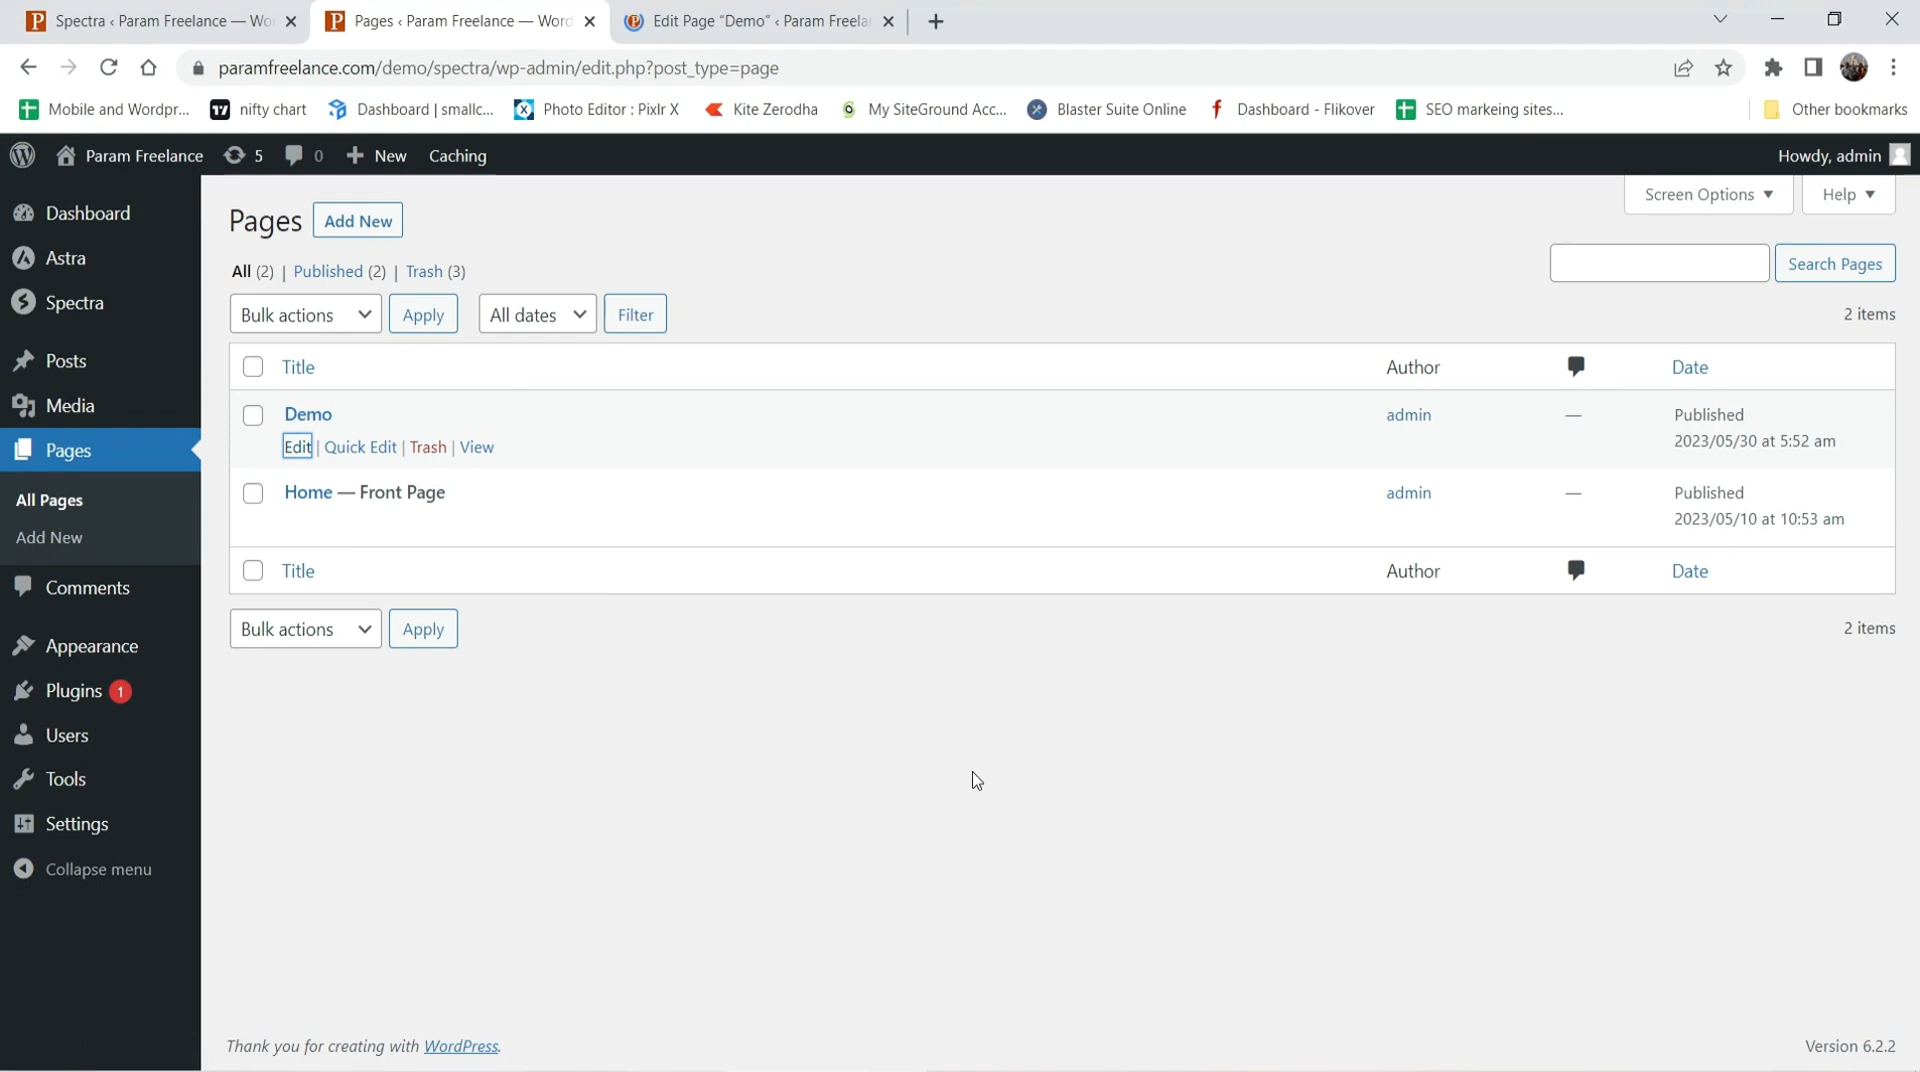 Spectra ‹ Param Freelance — Wo
Pages ‹ Param Freelance — Word
Edit Page “Demo” ‹ Param Freela
paramfreelance.com/demo/spectra/wp-admin/edit.php?post_type=page
Mobile and Wordpr... nifty chart Dashboard | smallc... Photo Editor : Pixlr X Kite Zerodha My SiteGround Acc... Blaster Suite Online Dashboard - Flikover SEO markeing sites... Other bookmarks
Param Freelance 5 0 New Caching Howdy, admin
Dashboard
Astra
Spectra
Posts
Media
Pages
All Pages
Add New
Comments
Appearance
Plugins 1
Users
Tools
Settings
Collapse menu
Screen Options Help
Pages Add New
All (2) | Published (2) | Trash (3)
Search Pages
Bulk actions Apply All dates Filter 2 items
Title Author Date
Demo admin — Published
Edit | Quick Edit | Trash | View 2023/05/30 at 5:52 am
Home — Front Page admin — Published
2023/05/10 at 10:53 am
Title Author Date
Bulk actions Apply 2 items
Thank you for creating with WordPress. Version 6.2.2